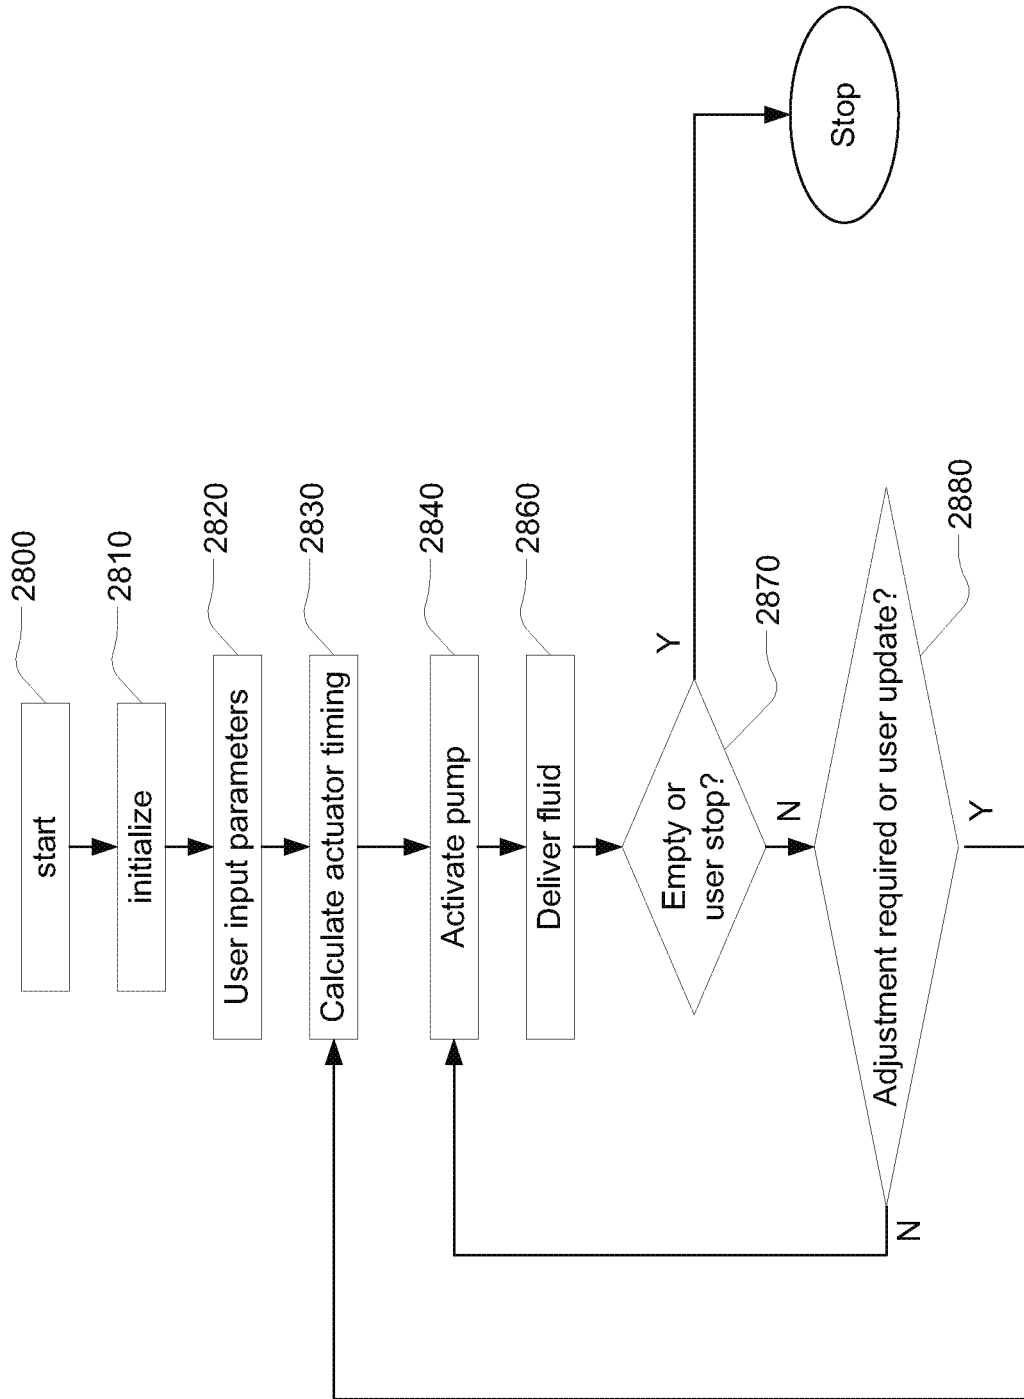 start
2800
initialize
2810
User input parameters
2820
Calculate actuator timing
2830
Activate pump
2840
Deliver fluid
2860
Empty or
user stop?
2870
Y
Stop
N
Adjustment required or user update?
2880
N
Y